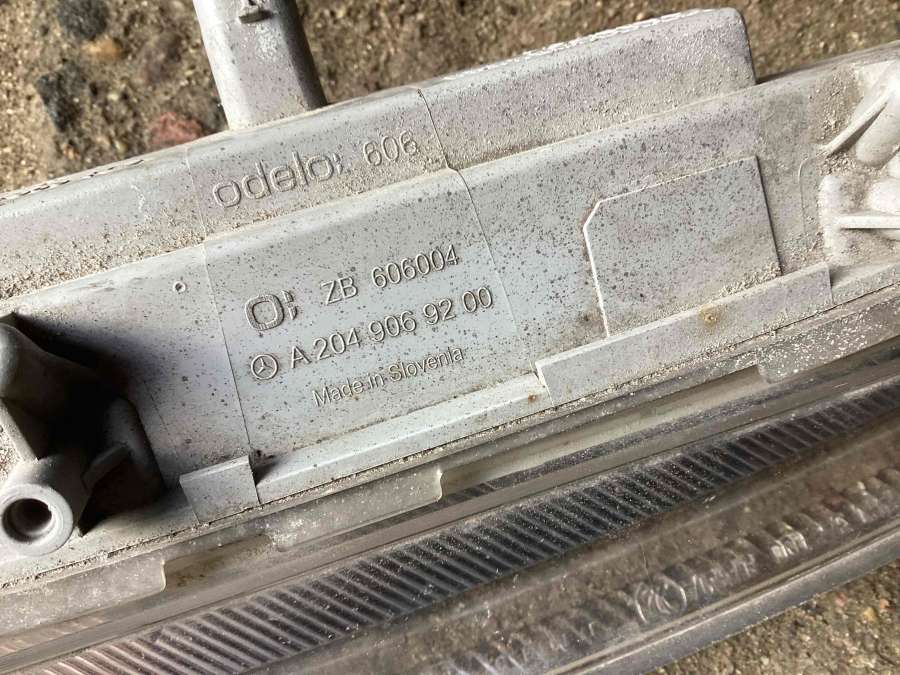 odelo; 606
ZB 606004
A 204 906 92 00
Made in Slovenia